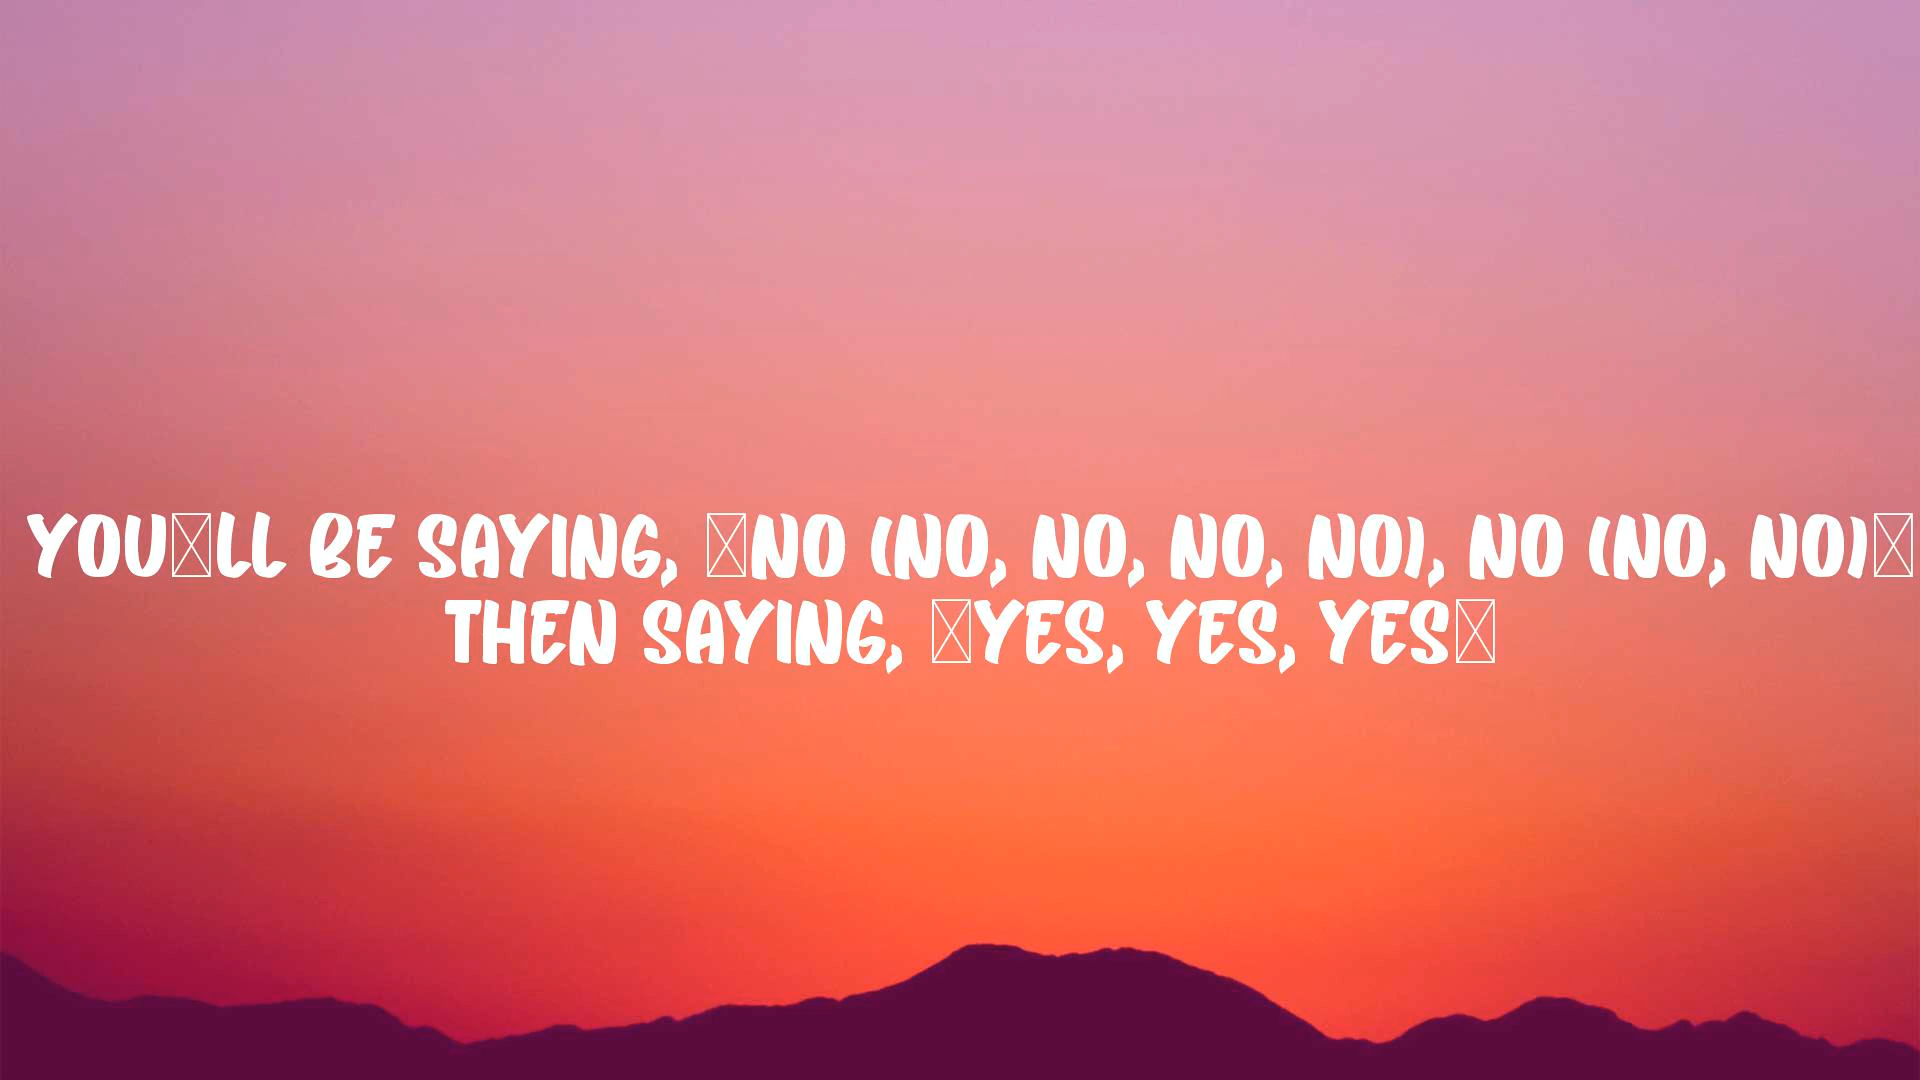 YOU☒LL BE SAYING, ☒NO (NO, NO, NO, NO), NO (NO, NO)☒
THEN SAYING, ☒YES, YES, YES☒